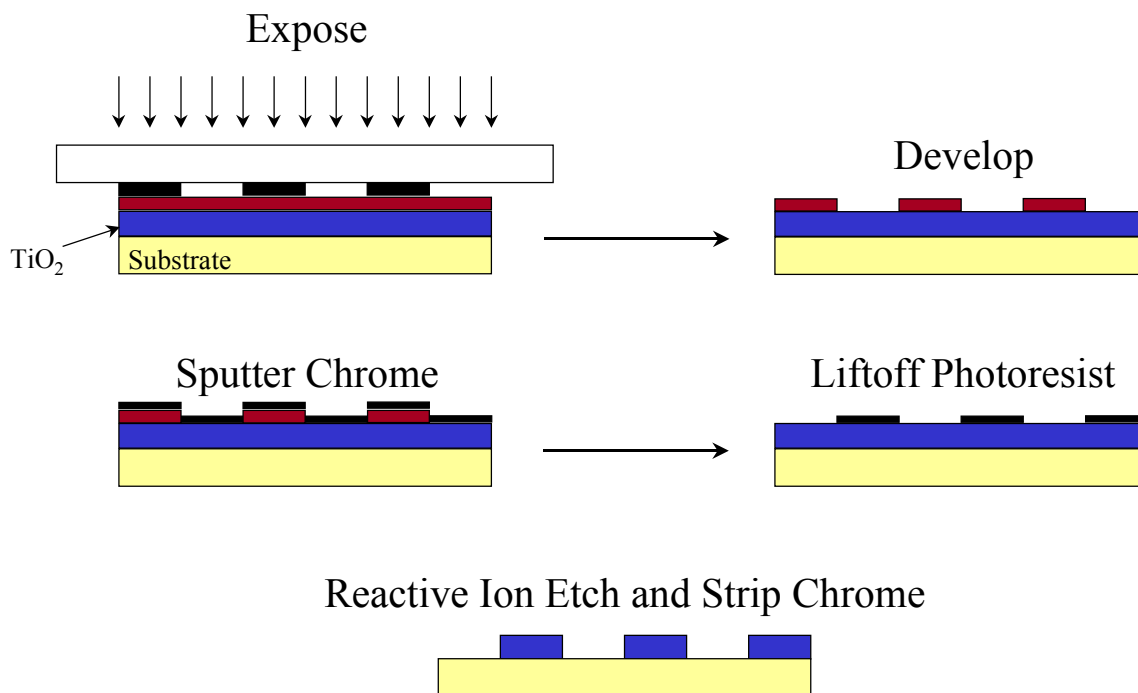 Expose
Develop
TiO₂
Substrate
Sputter Chrome
Liftoff Photoresist
Reactive Ion Etch and Strip Chrome